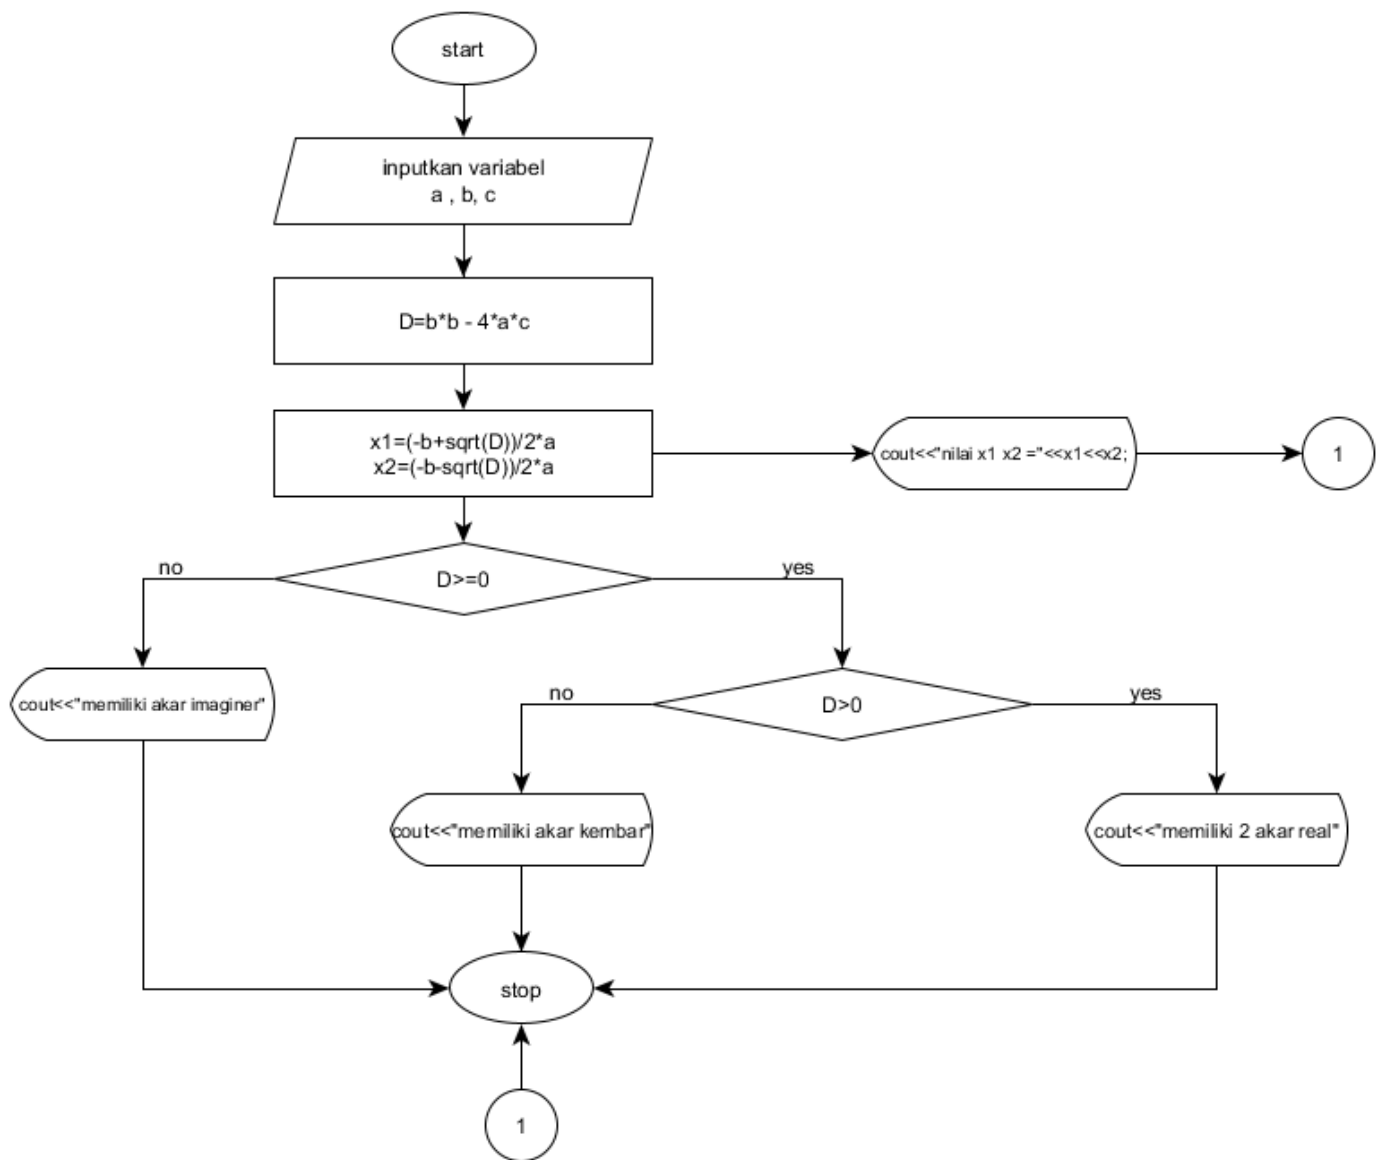 start
inputkan variabel
a , b, c
D=b*b - 4*a*c
x1=(-b+sqrt(D))/2*a
x2=(-b-sqrt(D))/2*a
cout<<"nilai x1 x2 ="<<x1<<x2;
1
no
D>=0
yes
cout<<"memiliki akar imaginer"
no
D>0
yes
cout<<"memiliki akar kembar"
cout<<"memiliki 2 akar real"
stop
1